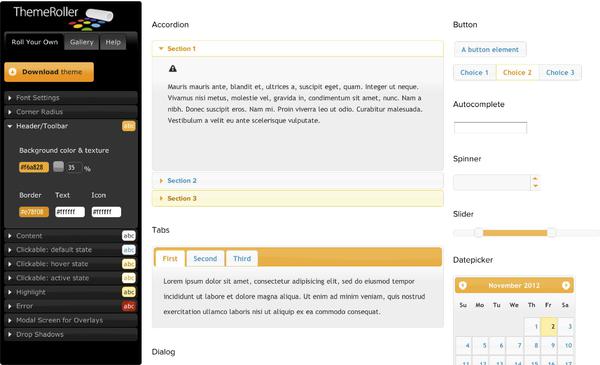 ThemeRoller
Roll Your Own
Gallery
Help
Download theme
Font Settings
Corner Radius
Header/Toolbar
abc
Background color & texture
#f6a828
35
%
Border
Text
Icon
#e78f08
#ffffff
#ffffff
Content
abc
Clickable: default state
abc
Clickable: hover state
abc
Clickable: active state
abc
Highlight
abc
Error
abc
Modal Screen for Overlays
Drop Shadows
Accordion
Section 1
Mauris mauris ante, blandit et, ultrices a, suscipit eget, quam. Integer ut neque.
Vivamus nisi metus, molestie vel, gravida in, condimentum sit amet, nunc. Nam a
nibh. Donec suscipit eros. Nam mi. Proin viverra leo ut odio. Curabitur malesuada.
Vestibulum a velit eu ante scelerisque vulputate.
Section 2
Section 3
Tabs
First
Second
Third
Lorem ipsum dolor sit amet, consectetur adipisicing elit, sed do eiusmod tempor
incididunt ut labore et dolore magna aliqua. Ut enim ad minim veniam, quis nostrud
exercitation ullamco laboris nisi ut aliquip ex ea commodo consequat.
Dialog
Button
A button element
Choice 1
Choice 2
Choice 3
Autocomplete
Spinner
Slider
Datepicker
November 2012
Su Mo Tu We Th Fr Sa
1 2 3
4 5 6 7 8 9 10